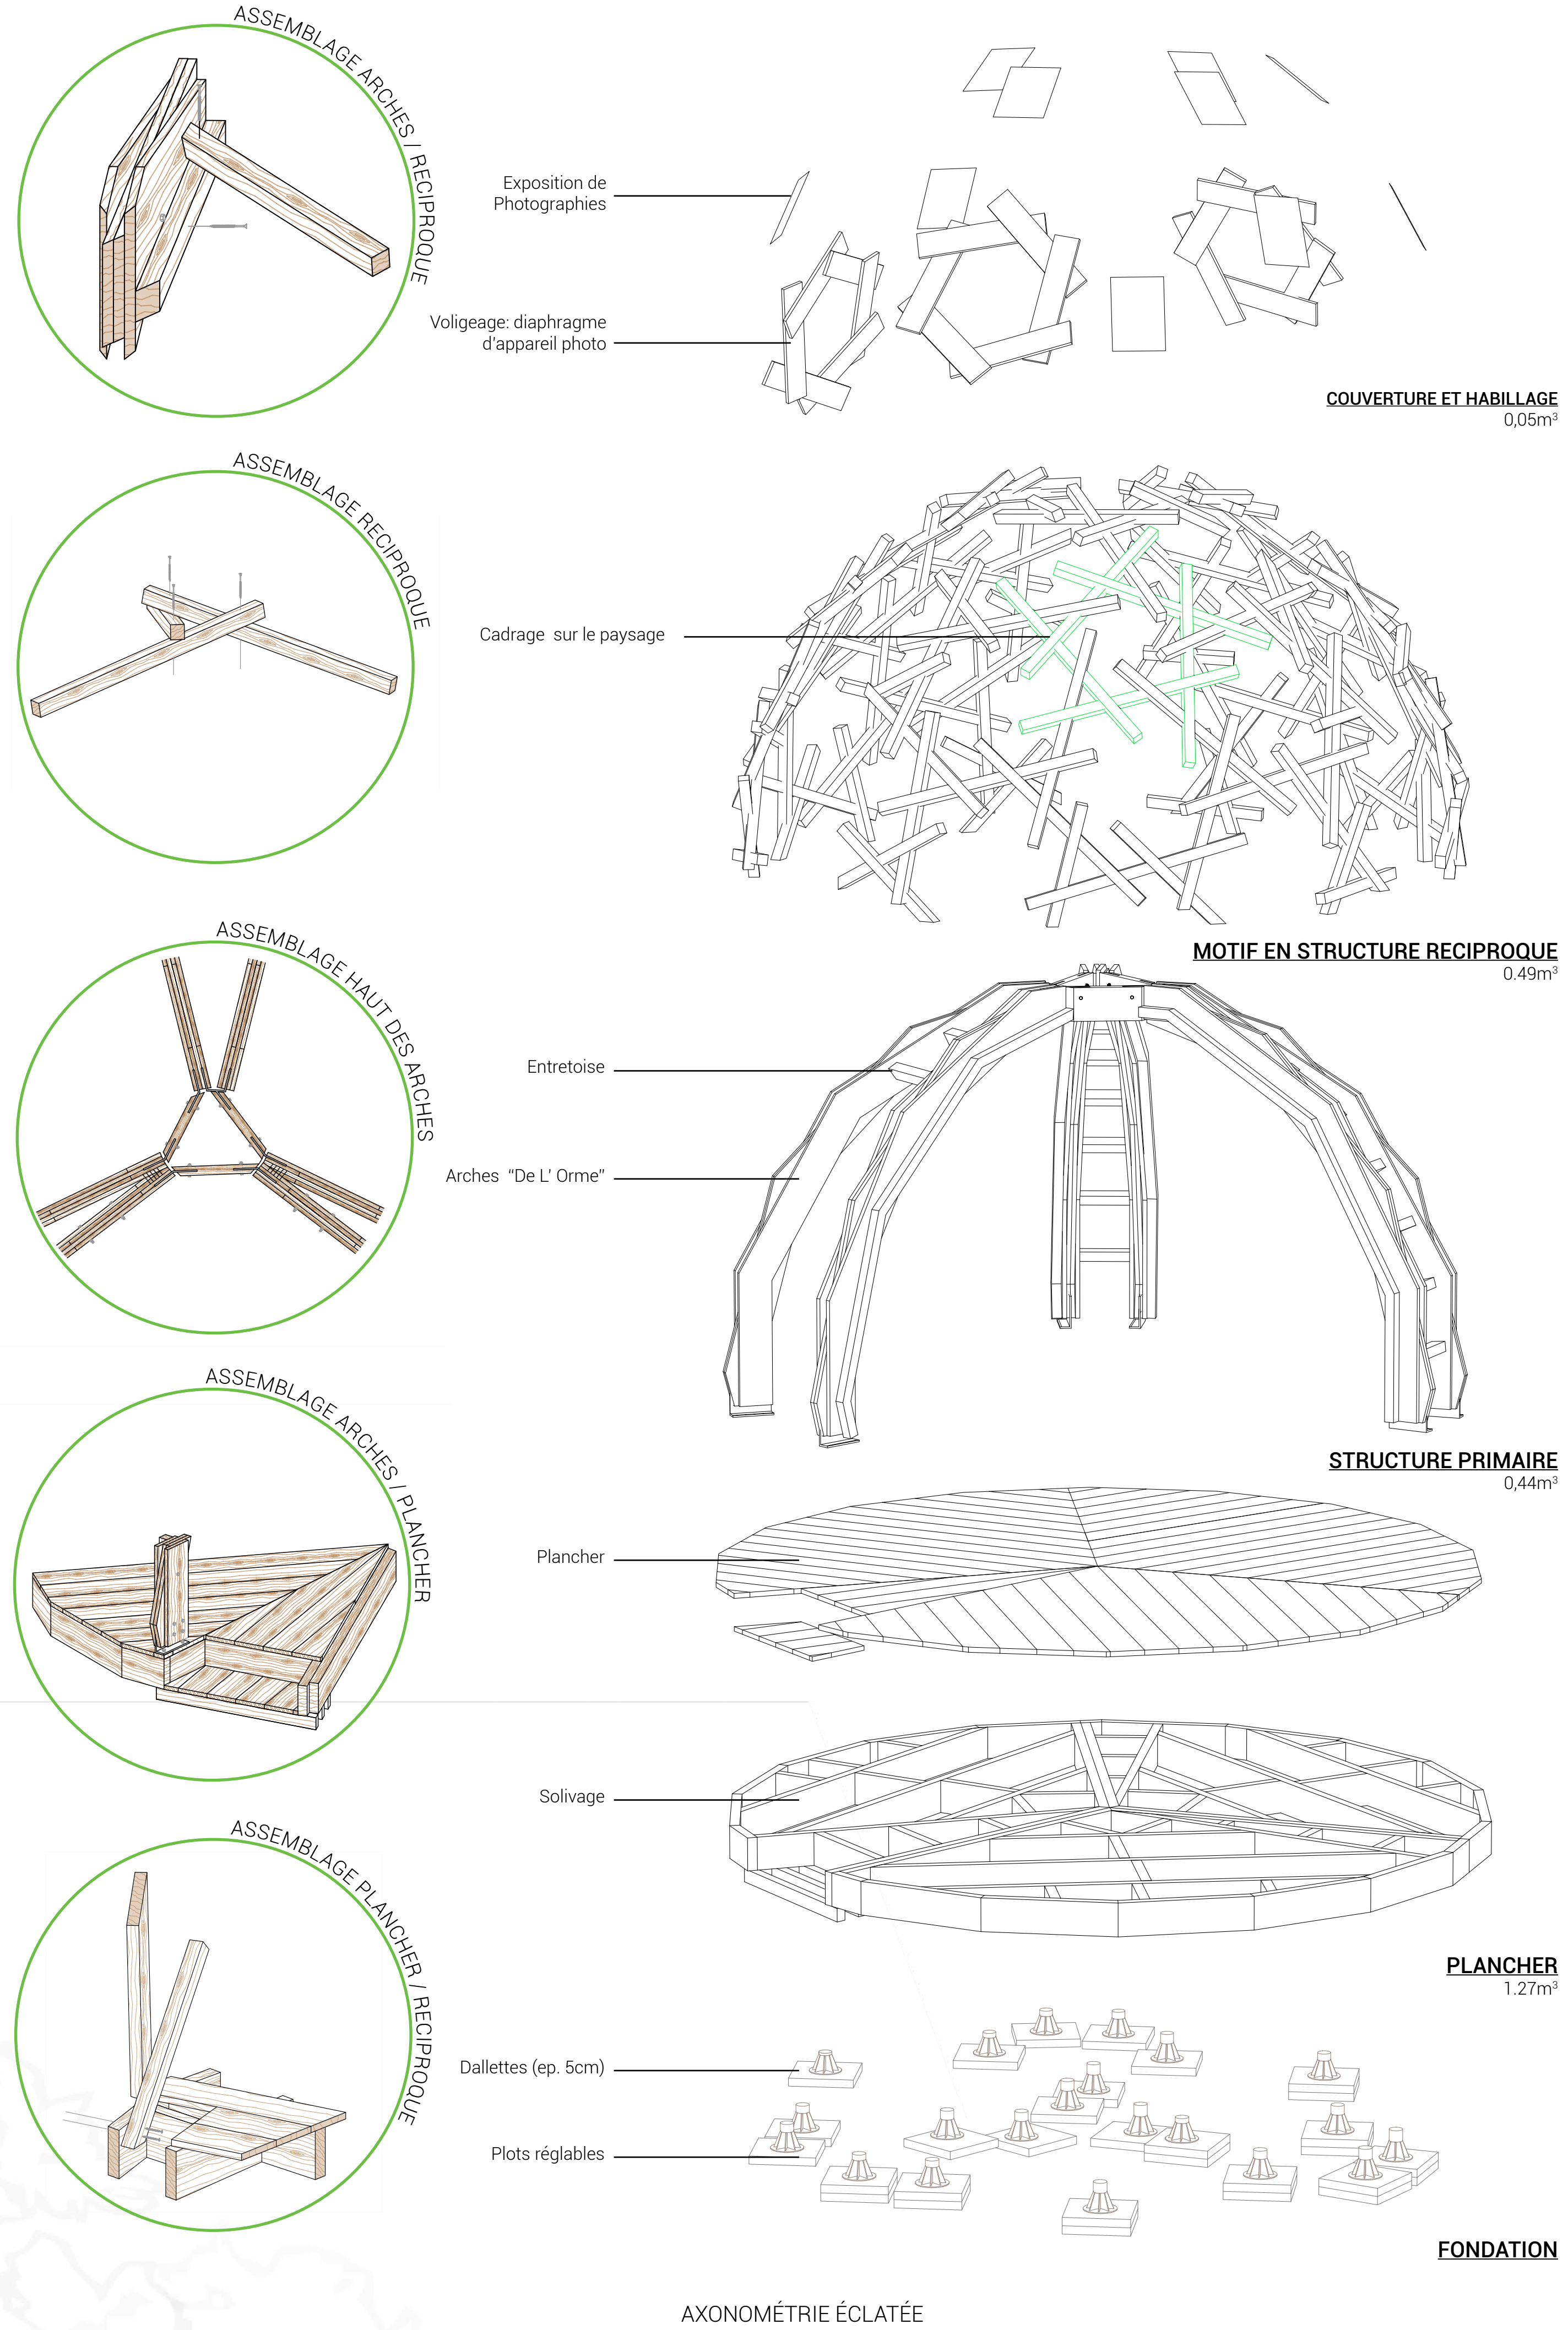 ASSEMBLAGE ARCHES / RECIPROQUE
Exposition de
Photographies
Voligeage: diaphragme
d'appareil photo
COUVERTURE ET HABILLAGE
0,05m³
ASSEMBLAGE RECIPROQUE
Cadrage sur le paysage
MOTIF EN STRUCTURE RECIPROQUE
0.49m³
ASSEMBLAGE HAUT DES ARCHES
Entretoise
Arches “De L’ Orme”
STRUCTURE PRIMAIRE
0,44m³
ASSEMBLAGE ARCHES / PLANCHER
Plancher
Solivage
PLANCHER
1.27m³
ASSEMBLAGE PLANCHER / RECIPROQUE
Dallettes (ep. 5cm)
Plots réglables
FONDATION
AXONOMÉTRIE ÉCLATÉE